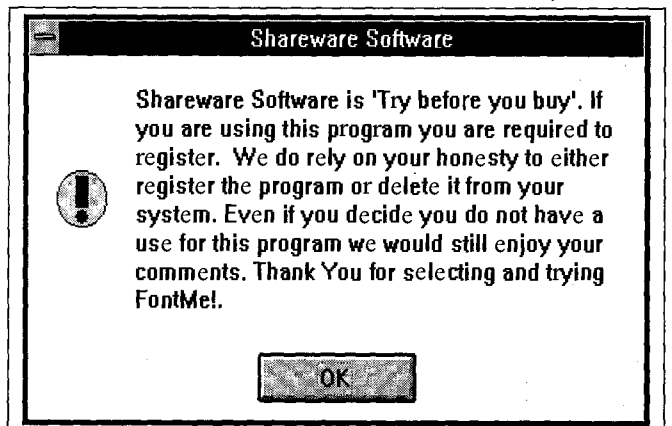 Shareware Software
Shareware Software is 'Try before you buy'. If
you are using this program you are required to
register. We do rely on your honesty to either
register the program or delete it from your
system. Even if you decide you do not have a
use for this program we would still enjoy your
comments. Thank You for selecting and trying
FontMe!.
OK